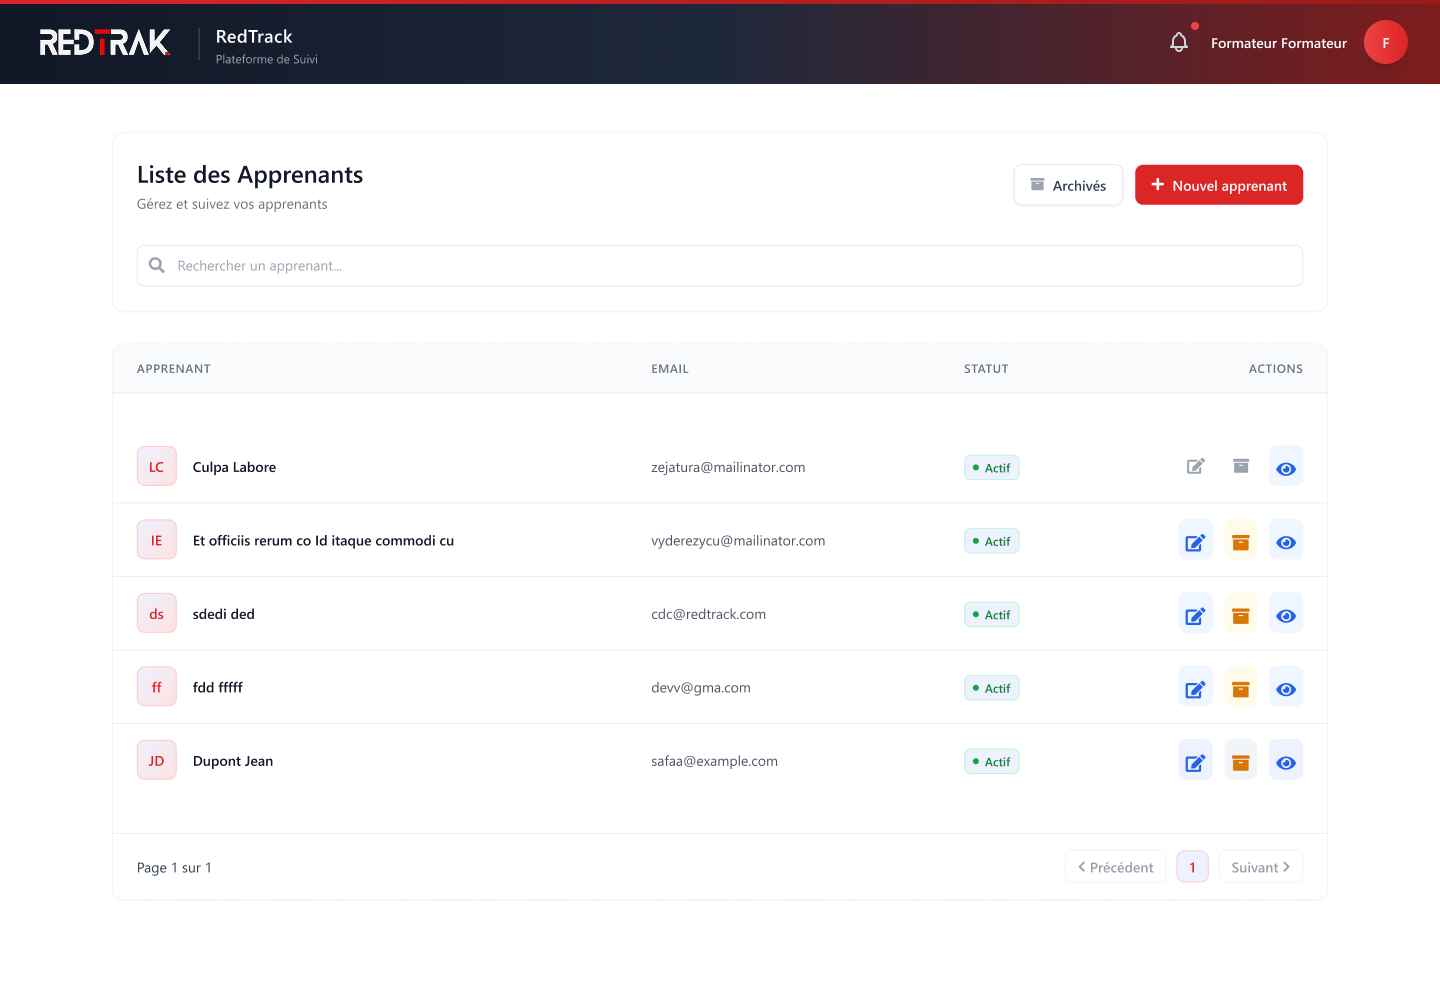 REDTRAK
RedTrack
Plateforme de Suivi
Formateur Formateur
F
Liste des Apprenants
Gérez et suivez vos apprenants
Archivés
Nouvel apprenant
Rechercher un apprenant...
APPRENANT EMAIL STATUT ACTIONS
LC Culpa Labore zejatura@mailinator.com Actif
IE Et officiis rerum co Id itaque commodi cu vyderezycu@mailinator.com Actif
ds sdedi ded cdc@redtrack.com Actif
ff fdd fffff devv@gma.com Actif
JD Dupont Jean safaa@example.com Actif
Page 1 sur 1
Précédent 1 Suivant